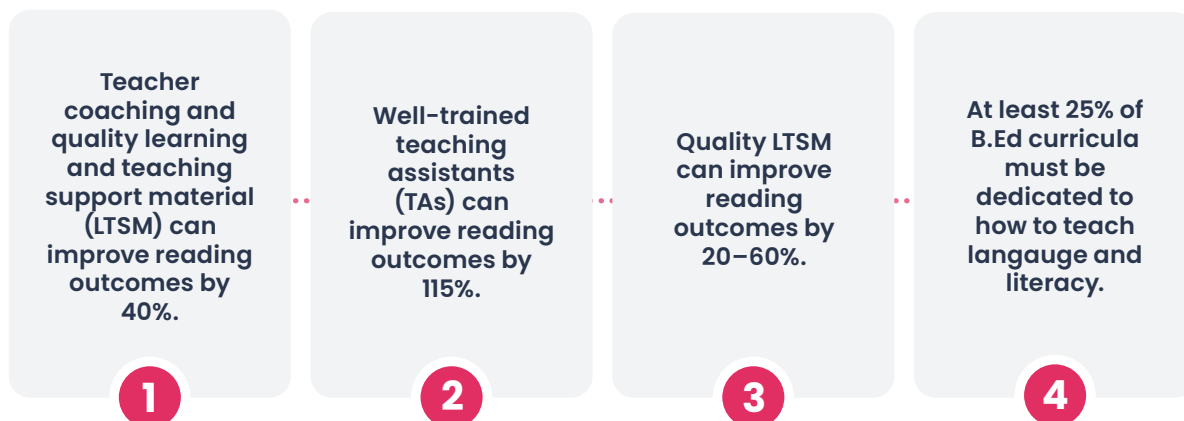 Teacher
coaching and
quality learning
and teaching
support material
(LTSM) can
improve reading
outcomes by
40%.
1
Well-trained
teaching
assistants
(TAs) can
improve reading
outcomes by
115%.
2
Quality LTSM
can improve
reading
outcomes by
20–60%.
3
At least 25% of
B.Ed curricula
must be
dedicated to
how to teach
langauge and
literacy.
4